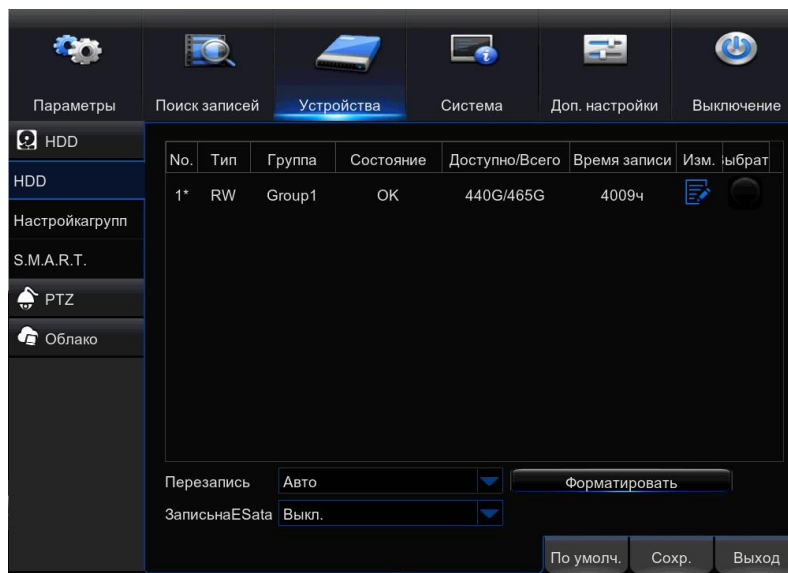 Параметры Поиск записей Устройства Система Доп. настройки Выключение
HDD
HDD
Настройкагрупп
S.M.A.R.T.
PTZ
Облако
No. Тип Группа Состояние Доступно/Всего Время записи Изм. ыбрат
1* RW Group1 OK 440G/465G 4009ч
Перезапись Авто Форматировать
ЗаписьнаESata Выкл.
По умолч. Сохр. Выход